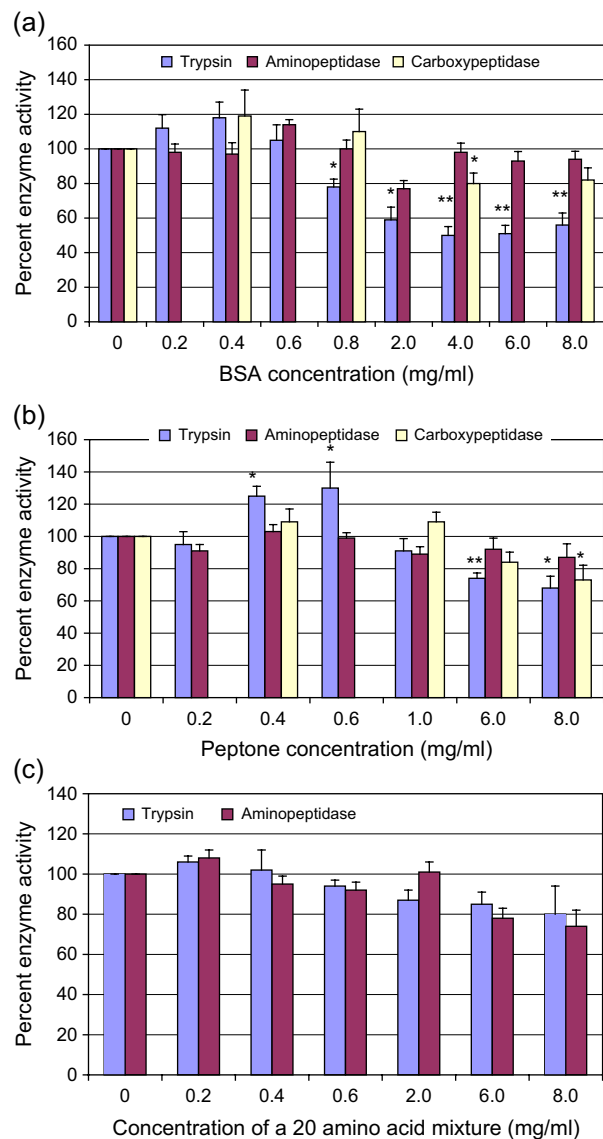 (a)
160
Trypsin Aminopeptidase Carboxypeptidase
140
120
100
80
60
40
20
0
Percent enzyme activity
* * ** * ** **
0 0.2 0.4 0.6 0.8 2.0 4.0 6.0 8.0
BSA concentration (mg/ml)
(b)
160
Trypsin Aminopeptidase Carboxypeptidase
140
120
100
80
60
40
20
0
Percent enzyme activity
* * ** * *
0 0.2 0.4 0.6 1.0 6.0 8.0
Peptone concentration (mg/ml)
(c)
140
Trypsin Aminopeptidase
120
100
80
60
40
20
0
Percent enzyme activity
0 0.2 0.4 0.6 2.0 6.0 8.0
Concentration of a 20 amino acid mixture (mg/ml)